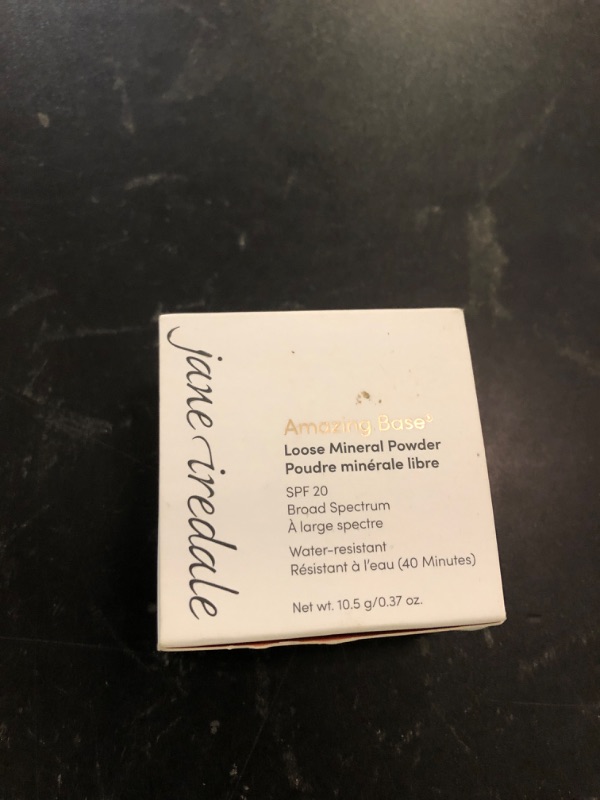 jane iredale
Amazing Base®
Loose Mineral Powder
Poudre minérale libre
SPF 20
Broad Spectrum
À large spectre
Water-resistant
Résistant à l'eau (40 Minutes)
Net wt. 10.5 g/0.37 oz.